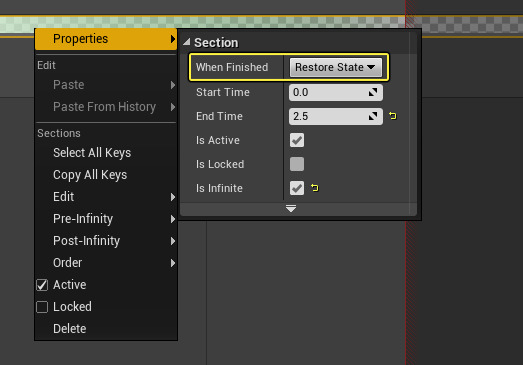 Properties
Edit
Paste
Paste From History
Sections
Select All Keys
Copy All Keys
Edit
Pre-Infinity
Post-Infinity
Order
Active
Locked
Delete
Section
When Finished Restore State
Start Time 0.0
End Time 2.5
Is Active
Is Locked
Is Infinite